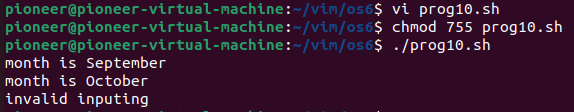 pioneer@pioneer-virtual-machine:~/vim/os6$ vi prog10.sh
pioneer@pioneer-virtual-machine:~/vim/os6$ chmod 755 prog10.sh
pioneer@pioneer-virtual-machine:~/vim/os6$ ./prog10.sh
month is September
month is October
invalid inputing